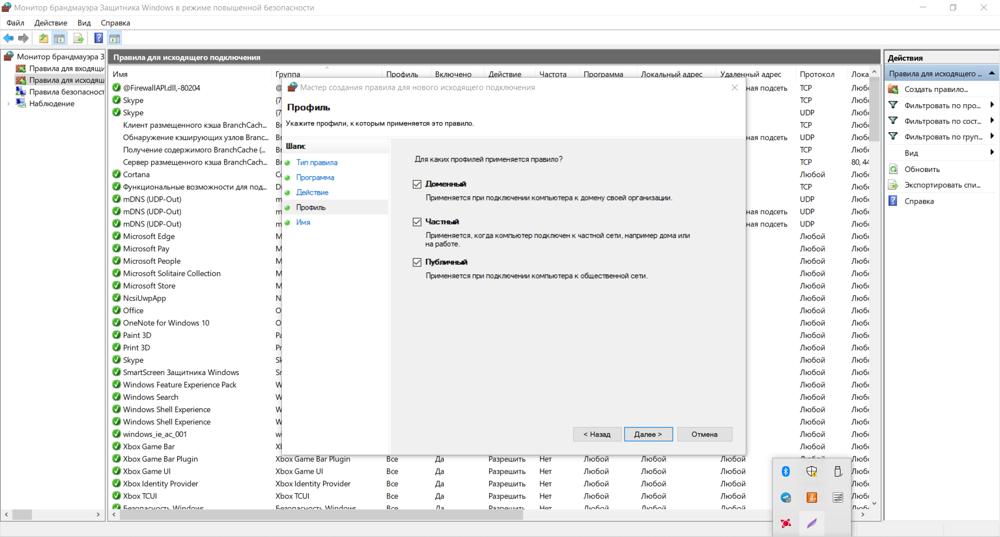 Монитор брандмауэра Защитника Windows в режиме повышенной безопасности
Файл Действие Вид Справка
Монитор брандмауэра З
Правила для входящи
Правила для исходящ
Правила безопасност
Наблюдение
Правила для исходящего подключения
Имя Группа Профиль Включено Действие Частота Программа Локальный адрес Удаленный адрес Протокол Лока
@FirewallAPI.dll,-80204 @ ная подсеть TCP Любо
Skype {7 TCP Любо
Skype {7 UDP Любо
Клиент размещенного кэша BranchCach... Br TCP Любо
Обнаружение кэширующих узлов Branc... Br ная подсеть UDP Любо
Получение содержимого BranchCache (... Br TCP Любо
Сервер размещенного кэша BranchCach... Br TCP 80, 44
Cortana Co Любой Любо
Функциональные возможности для под... Di TCP Любо
mDNS (UDP-Out) m UDP Любо
mDNS (UDP-Out) m ная подсеть UDP Любо
mDNS (UDP-Out) m ная подсеть UDP Любо
Microsoft Edge M Любой Любо
Microsoft Pay M Любой Любо
Microsoft People M Любой Любо
Microsoft Solitaire Collection M Любой Любо
Microsoft Store M Любой Любо
NcsiUwpApp N Любой Любо
Office O Любой Любо
OneNote for Windows 10 O Любой Любо
Paint 3D Pa Любой Любо
Print 3D Pr Любой Любо
Skype Sk Любой Любо
SmartScreen Защитника Windows Sr Любой Любо
Windows Feature Experience Pack W Любой Любо
Windows Search W Любой Любо
Windows Shell Experience W Любой Любо
Windows Shell Experience W Любой Любо
windows_ie_ac_001 wi Любой Любо
Xbox Game Bar Xl Любой Любо
Xbox Game Bar Plugin Xbox Game Bar Plugin Все Да Разрешить Нет Любой Любой Любой Любо
Xbox Game UI Xbox Game UI Все Да Разрешить Нет Любой Любой Любой Любо
Xbox Identity Provider Xbox Identity Provider Все Да Разрешить Нет Любой Любой Любой Любо
Xbox TCUI Xbox TCUI Все Да Разрешить Нет Любой Любой Любой Любо
Безопасность Windows Безопасность Windows Все Да Разрешить Нет Любой Любой Любой Любо
Мастер создания правила для нового исходящего подключения
Профиль
Укажите профили, к которым применяется это правило.
Шаги:
Тип правила
Программа
Действие
Профиль
Имя
Для каких профилей применяется правило?
Доменный
Применяется при подключении компьютера к домену своей организации.
Частный
Применяется, когда компьютер подключен к частной сети, например дома или
на работе.
Публичный
Применяется при подключении компьютера к общественной сети.
< Назад Далее > Отмена
Действия
Правила для исходящего ...
Создать правило...
Фильтровать по про...
Фильтровать по сост...
Фильтровать по груп...
Вид
Обновить
Экспортировать спи...
Справка